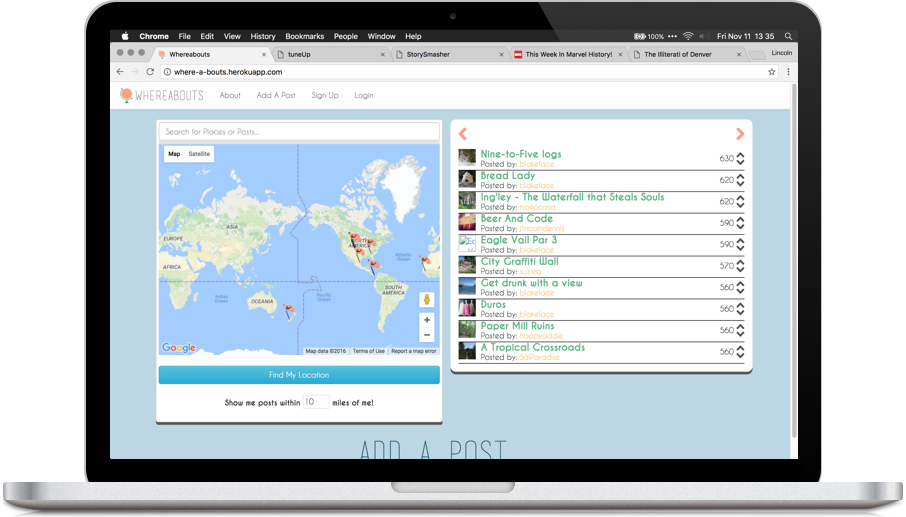 Chrome File Edit View History Bookmarks People Window Help 100% Fri Nov 11 13 35
Whereabouts tuneUp StorySmasher This Week In Marvel History! The Illiterati of Denver Lincoln
where-a-bouts.herokuapp.com
WHEREABOUTS About Add A Post Sign Up Login
Search for Places or Posts...
Map Satellite
ASIA
EUROPE
AFRICA
OCEANIA
Indian Ocean
Pacific Ocean
NORTH AMERICA
Atlantic Ocean
SOUTH AMERICA
Google Map data ©2016 Terms of Use Report a map error
Find My Location
Show me posts within 10 miles of me!
Nine-to-Five logs 630
Posted by: blakeface
Bread Lady 620
Posted by: blakeface
Ing'ley - The Waterfall that Steals Souls 620
Posted by:
Beer And Code 590
Posted by: jlincolndennis
Eagle Vail Par 3 590
Posted by: blakeface
City Graffiti Wall 570
Posted by: suzieq
Get drunk with a view 560
Posted by: blakeface
Duros 560
Posted by: blakeface
Paper Mill Ruins 560
Posted by: happyaddie
A Tropical Crossroads 560
Posted by: SalParadise
ADD A POST